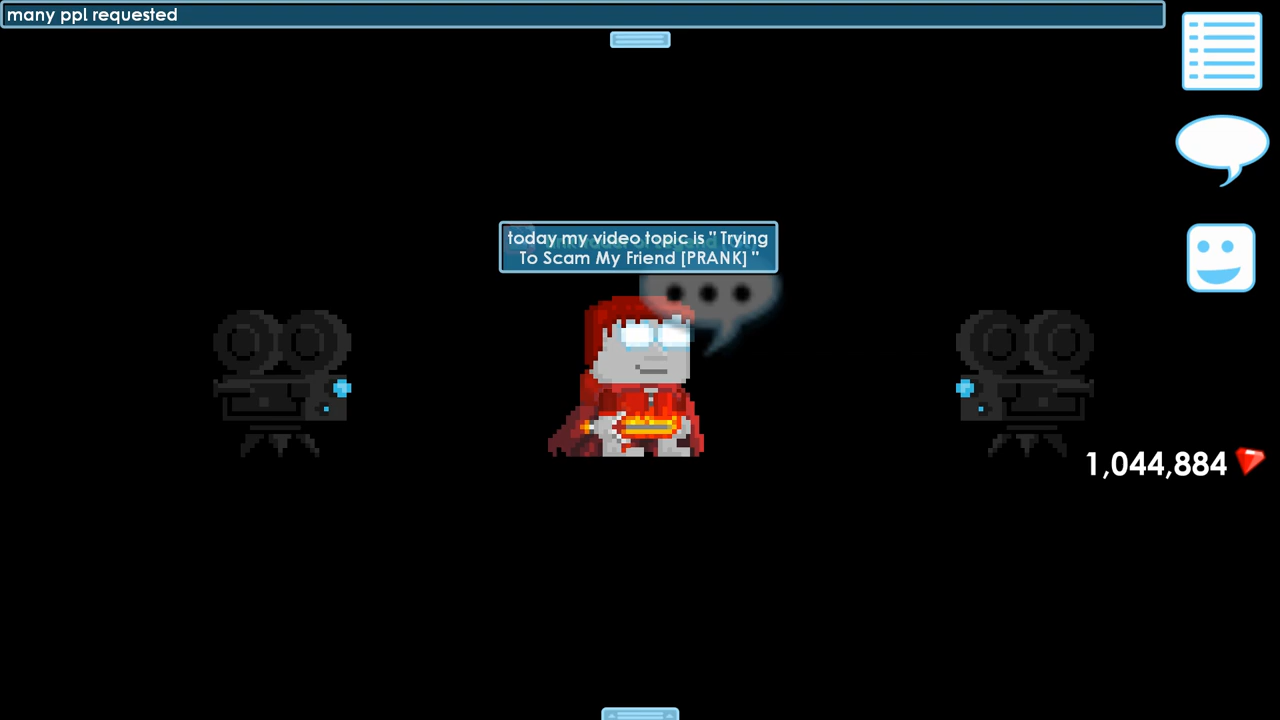 many ppl requested
today my video topic is " Trying
To Scam My Friend [PRANK] "
1,044,884